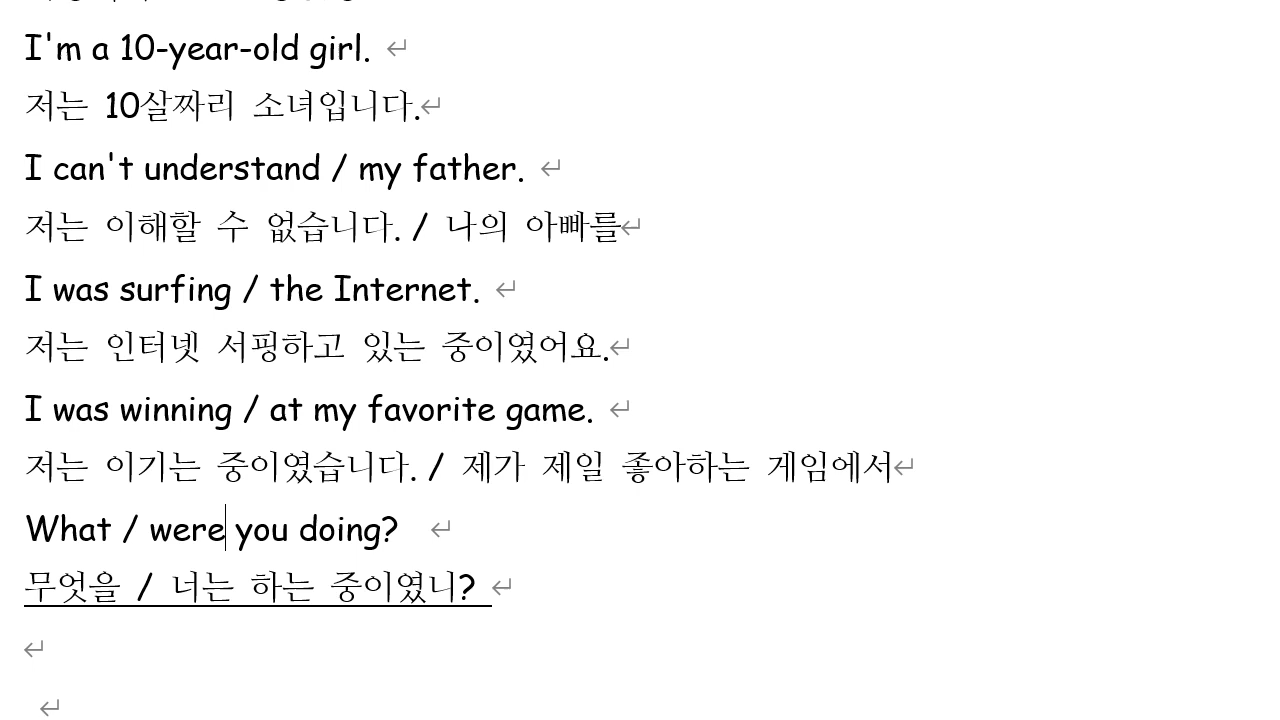 I'm a 10-year-old girl.
저는 10살짜리 소녀입니다.
I can't understand / my father.
저는 이해할 수 없습니다. / 나의 아빠를
I was surfing / the Internet.
저는 인터넷 서핑하고 있는 중이였어요.
I was winning / at my favorite game.
저는 이기는 중이였습니다. / 제가 제일 좋아하는 게임에서
What / were you doing?
무엇을 / 너는 하는 중이였니?